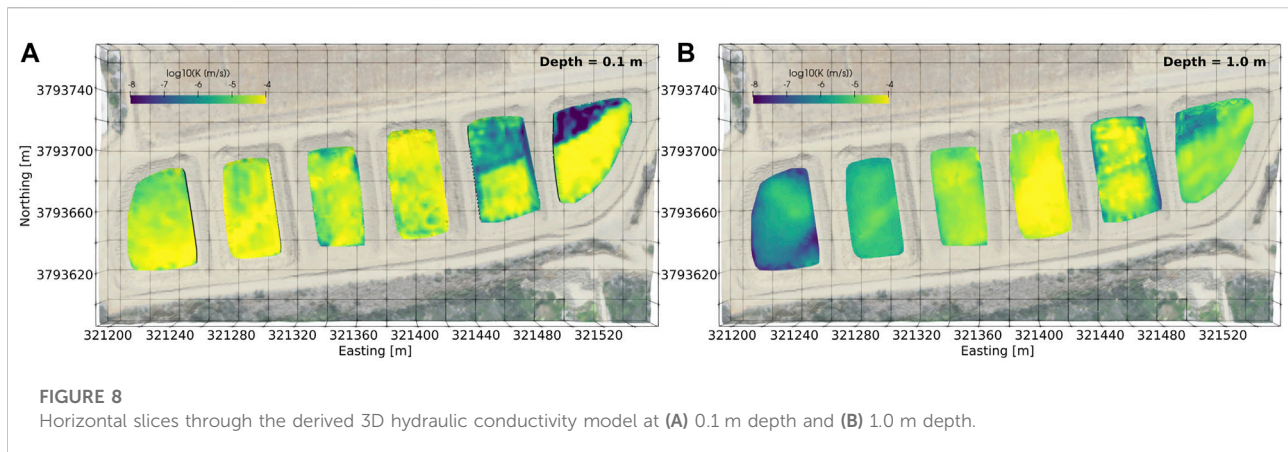 A
Depth = 0.1 m
log10(K (m/s))
-8 -7 -6 -5 -4
3793740
3793700
3793660
3793620
Northing [m]
321200 321240 321280 321360 321400 321440 321480 321520
Easting [m]
B
Depth = 1.0 m
log10(K (m/s))
-8 -7 -6 -5 -4
3793740
3793700
3793660
3793620
321200 321240 321280 321360 321400 321440 321480 321520
Easting [m]
FIGURE 8
Horizontal slices through the derived 3D hydraulic conductivity model at (A) 0.1 m depth and (B) 1.0 m depth.